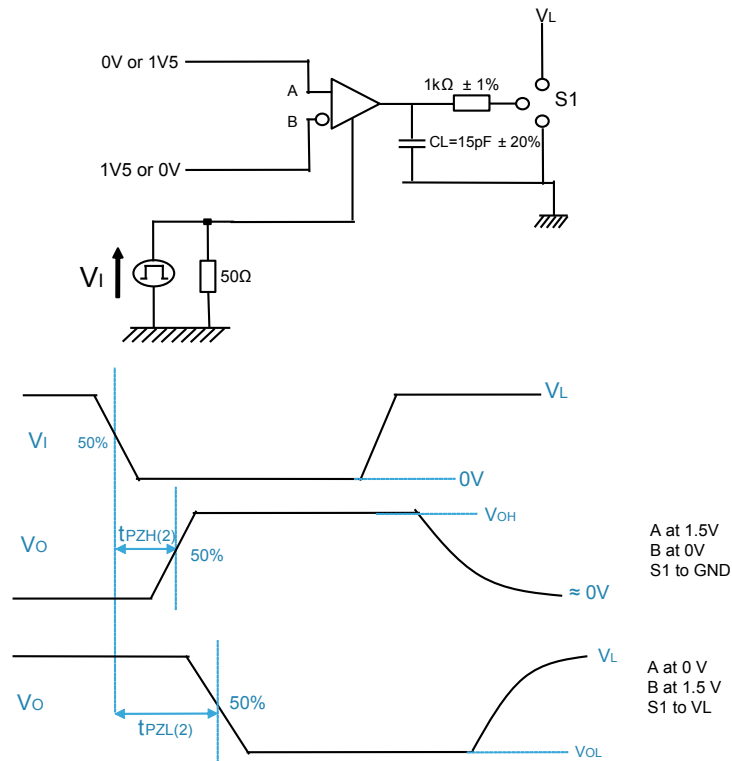 VL
0V or 1V5
1kΩ ± 1%
A
S1
B
CL=15pF ± 20%
1V5 or 0V
VI
50Ω
VL
VI
50%
0V
tPZH(2)
VOH
VO
50%
A at 1.5V
B at 0V
S1 to GND
≈ 0V
VL
VO
50%
tPZL(2)
A at 0 V
B at 1.5 V
S1 to VL
VOL